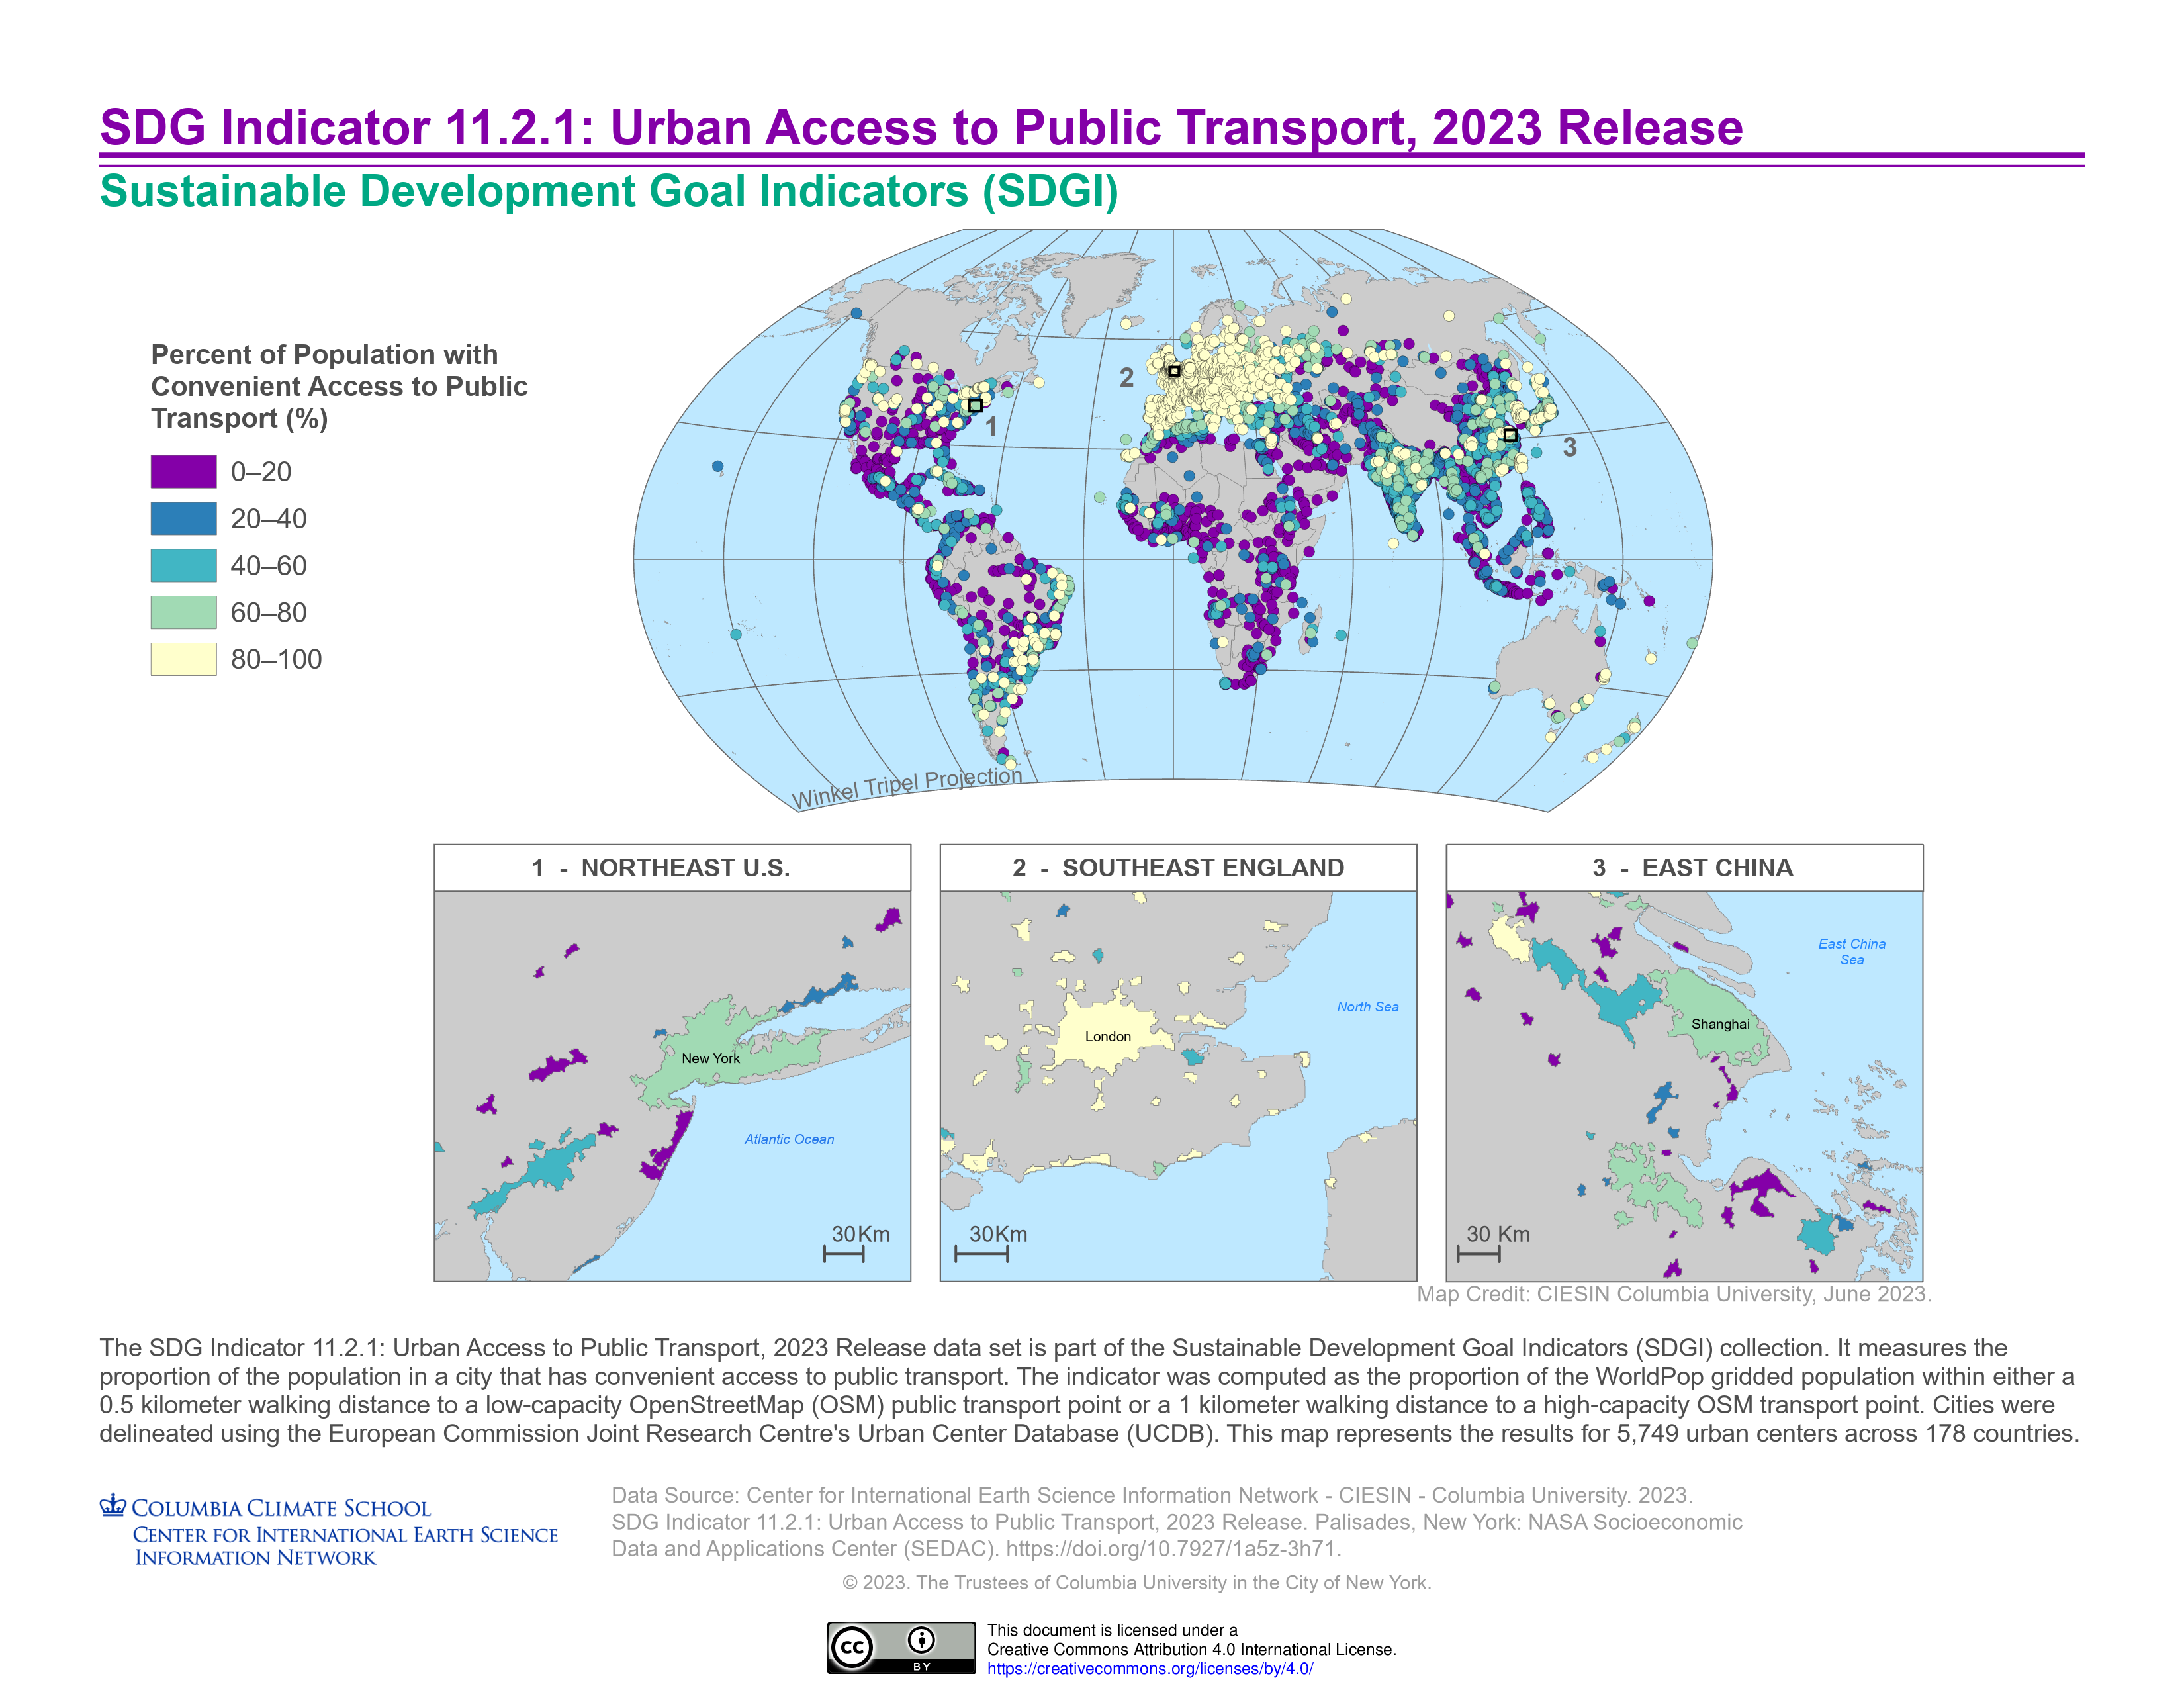 SDG Indicator 11.2.1: Urban Access to Public Transport, 2023 Release
Sustainable Development Goal Indicators (SDGI)
Percent of Population with
Convenient Access to Public
Transport (%)
0–20
20–40
40–60
60–80
80–100
2
1
3
Winkel Tripel Projection
1 - NORTHEAST U.S.
New York
Atlantic Ocean
30Km
2 - SOUTHEAST ENGLAND
London
North Sea
30Km
3 - EAST CHINA
East China
Sea
Shanghai
30 Km
Map Credit: CIESIN Columbia University, June 2023.
The SDG Indicator 11.2.1: Urban Access to Public Transport, 2023 Release data set is part of the Sustainable Development Goal Indicators (SDGI) collection. It measures the
proportion of the population in a city that has convenient access to public transport. The indicator was computed as the proportion of the WorldPop gridded population within either a
0.5 kilometer walking distance to a low-capacity OpenStreetMap (OSM) public transport point or a 1 kilometer walking distance to a high-capacity OSM transport point. Cities were
delineated using the European Commission Joint Research Centre's Urban Center Database (UCDB). This map represents the results for 5,749 urban centers across 178 countries.
COLUMBIA CLIMATE SCHOOL
CENTER FOR INTERNATIONAL EARTH SCIENCE
INFORMATION NETWORK
Data Source: Center for International Earth Science Information Network - CIESIN - Columbia University. 2023.
SDG Indicator 11.2.1: Urban Access to Public Transport, 2023 Release. Palisades, New York: NASA Socioeconomic
Data and Applications Center (SEDAC). https://doi.org/10.7927/1a5z-3h71.
© 2023. The Trustees of Columbia University in the City of New York.
cc
BY
This document is licensed under a
Creative Commons Attribution 4.0 International License.
https://creativecommons.org/licenses/by/4.0/